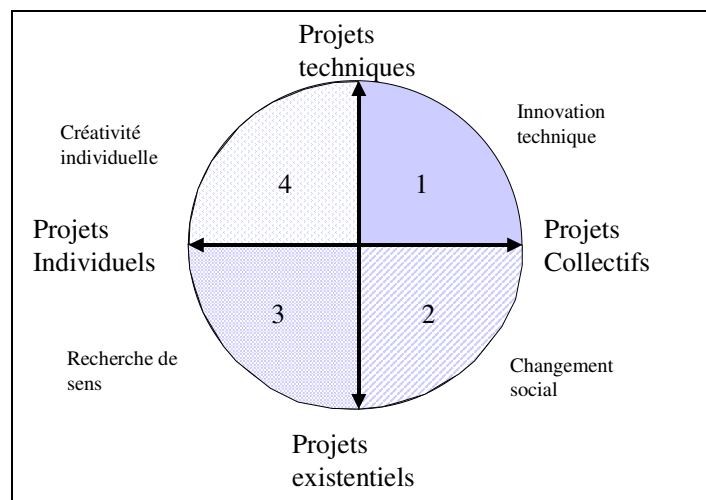 Projets
techniques
Innovation
technique
Créativité
individuelle
4
1
Projets
Individuels
Projets
Collectifs
3
2
Recherche de
sens
Changement
social
Projets
existentiels